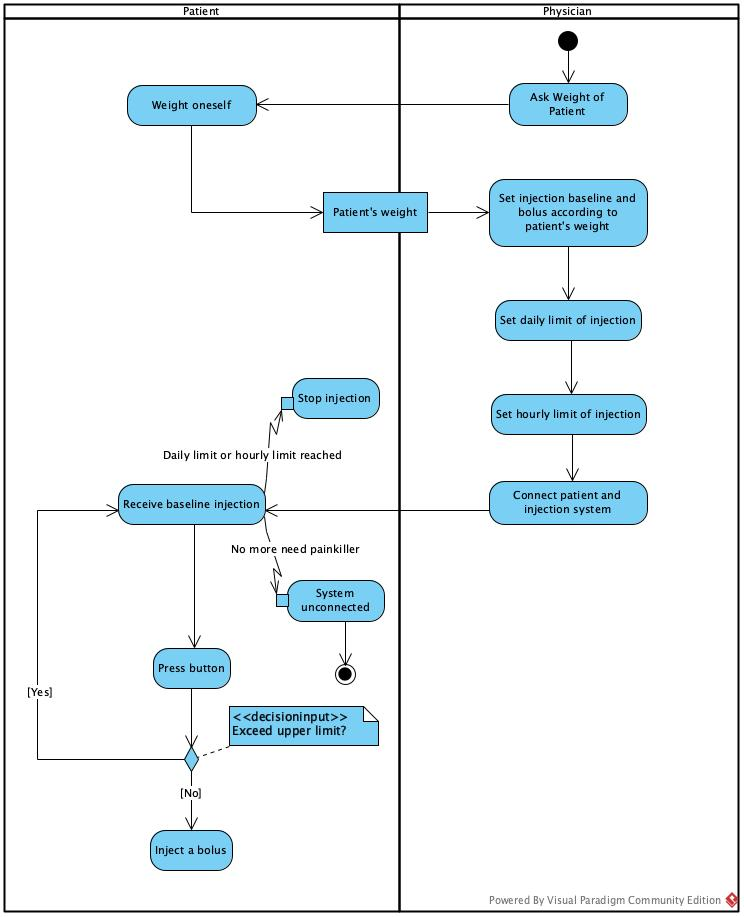 Patient
Physician
Ask Weight of
Patient
Weight oneself
Patient's weight
Set injection baseline and
bolus according to
patient's weight
Set daily limit of injection
Stop injection
Set hourly limit of injection
Daily limit or hourly limit reached
Receive baseline injection
Connect patient and
injection system
No more need painkiller
System
unconnected
Press button
[Yes]
<<decisioninput>>
Exceed upper limit?
[No]
Inject a bolus
Powered By Visual Paradigm Community Edition